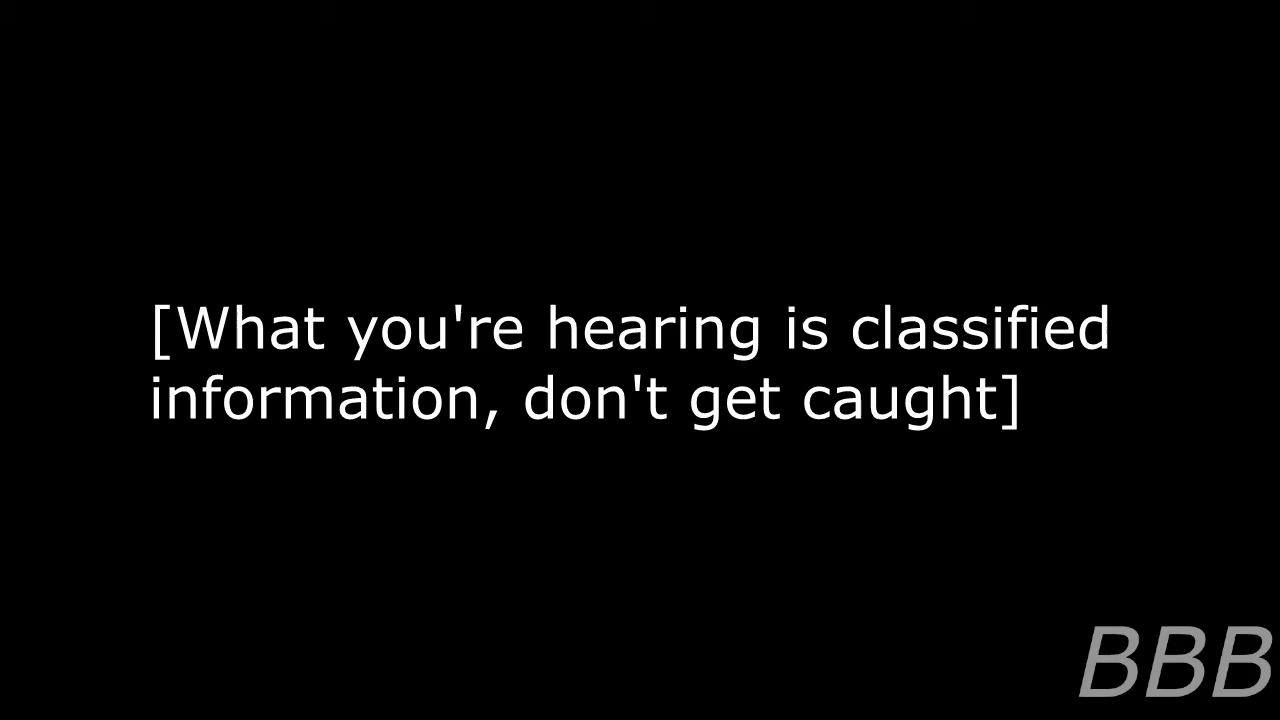 [What you're hearing is classified
information, don't get caught]
BBB